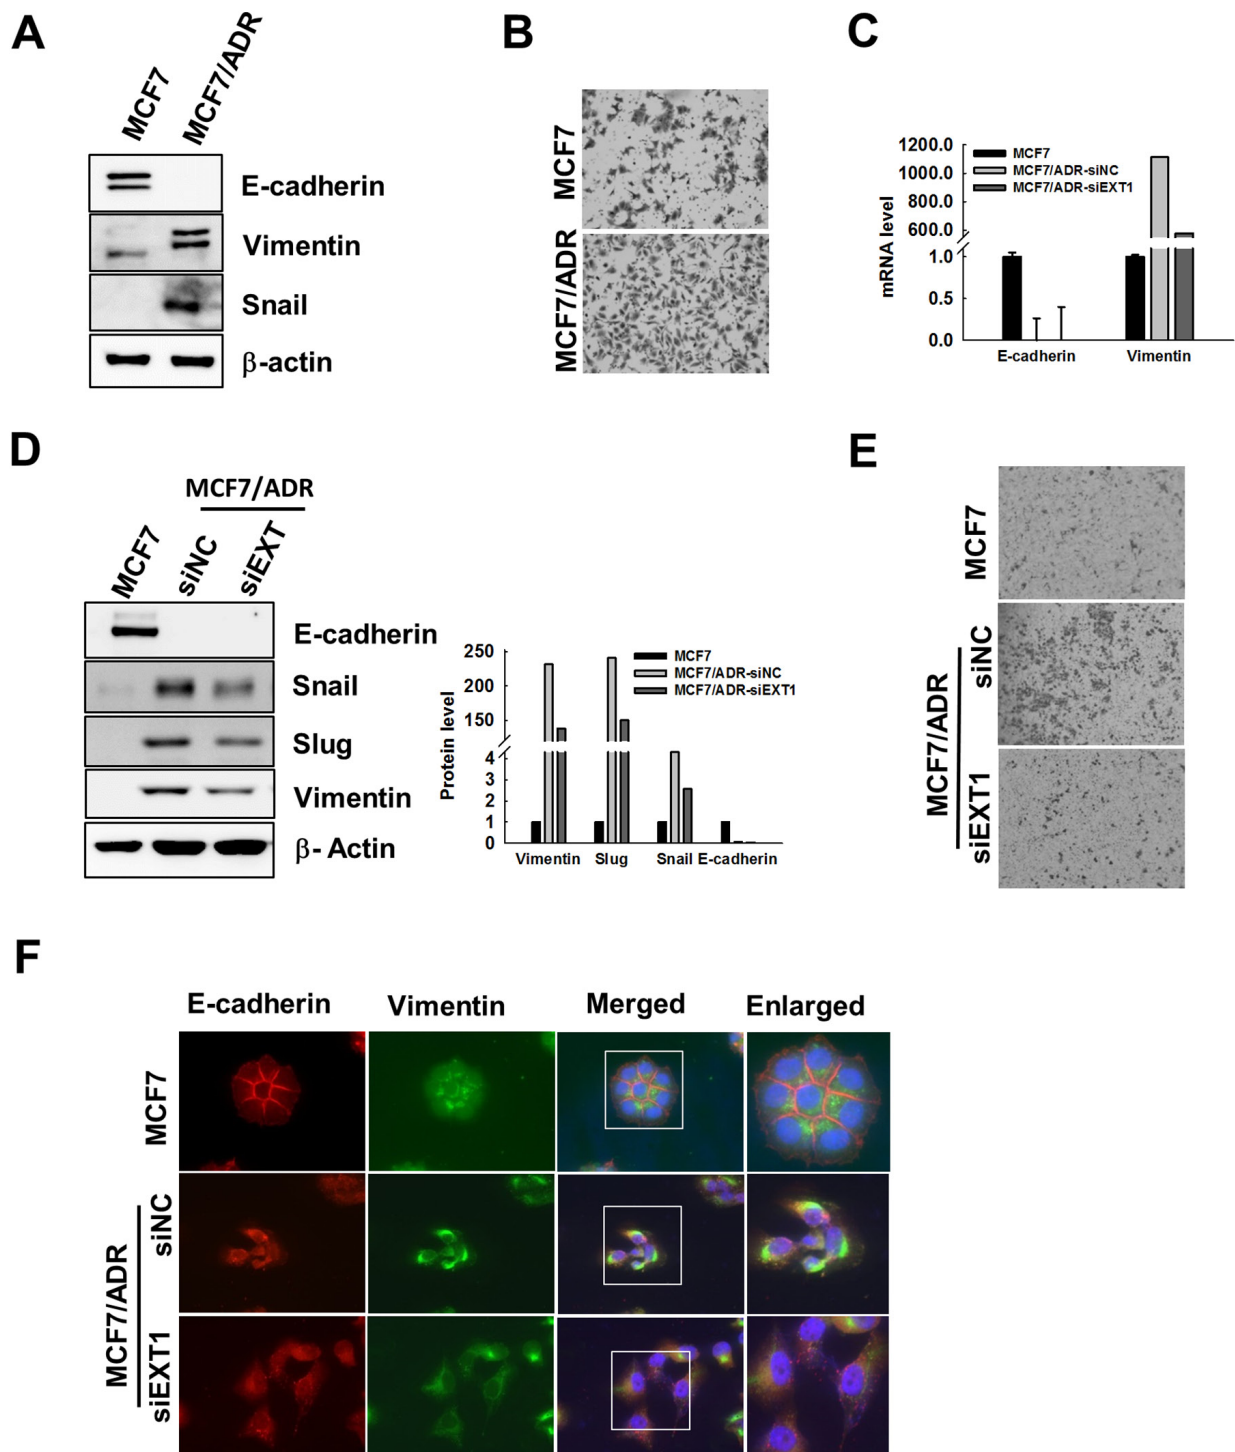 A
MCF7
MCF7/ADR
E-cadherin
Vimentin
Snail
β-actin
B
MCF7
MCF7/ADR
C
mRNA level
1200.0
1000.0
800.0
600.0
1.0
0.5
0.0
MCF7
MCF7/ADR-siNC
MCF7/ADR-siEXT1
E-cadherin
Vimentin
D
MCF7/ADR
MCF7
siNC
siEXT
E-cadherin
Snail
Slug
Vimentin
β- Actin
Protein level
250
200
150
4
3
2
1
0
MCF7
MCF7/ADR-siNC
MCF7/ADR-siEXT1
Vimentin
Slug
Snail
E-cadherin
E
MCF7
MCF7/ADR
siNC
siEXT1
F
E-cadherin
Vimentin
Merged
Enlarged
MCF7
MCF7/ADR
siNC
siEXT1